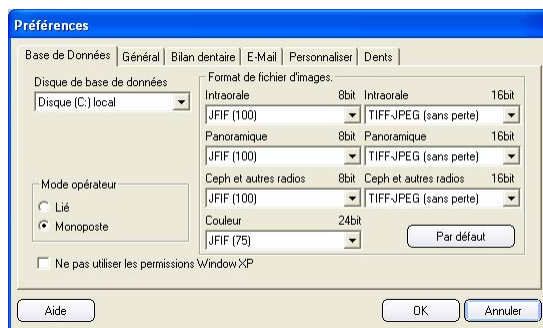 Préférences
Base de Données Général Bilan dentaire E-Mail Personnaliser Dents
Disque de base de données
Disque (C:) local
Format de fichier d'images.
Intraorale 8bit Intraorale 16bit
JFIF (100) TIFF-JPEG (sans perte)
Panoramique 8bit Panoramique 16bit
JFIF (100) TIFF-JPEG (sans perte)
Ceph et autres radios 8bit Ceph et autres radios 16bit
JFIF (100) TIFF-JPEG (sans perte)
Couleur 24bit
JFIF (75) Par défaut
Mode opérateur
Lié
Monoposte
Ne pas utiliser les permissions Window XP
Aide OK Annuler